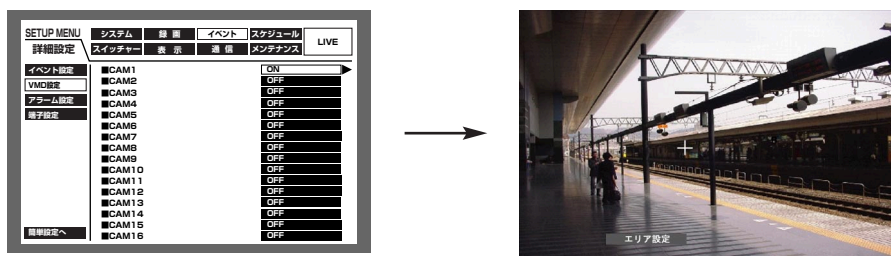 SETUP MENU
詳細設定
システム 録 画 イベント スケジュール
スイッチャー 表 示 通 信 メンテナンス
LIVE
イベント設定
VMD設定
アラーム設定
端子設定
簡単設定へ
■CAM1 ON
■CAM2 OFF
■CAM3 OFF
■CAM4 OFF
■CAM5 OFF
■CAM6 OFF
■CAM7 OFF
■CAM8 OFF
■CAM9 OFF
■CAM10 OFF
■CAM11 OFF
■CAM12 OFF
■CAM13 OFF
■CAM14 OFF
■CAM15 OFF
■CAM16 OFF
エリア設定